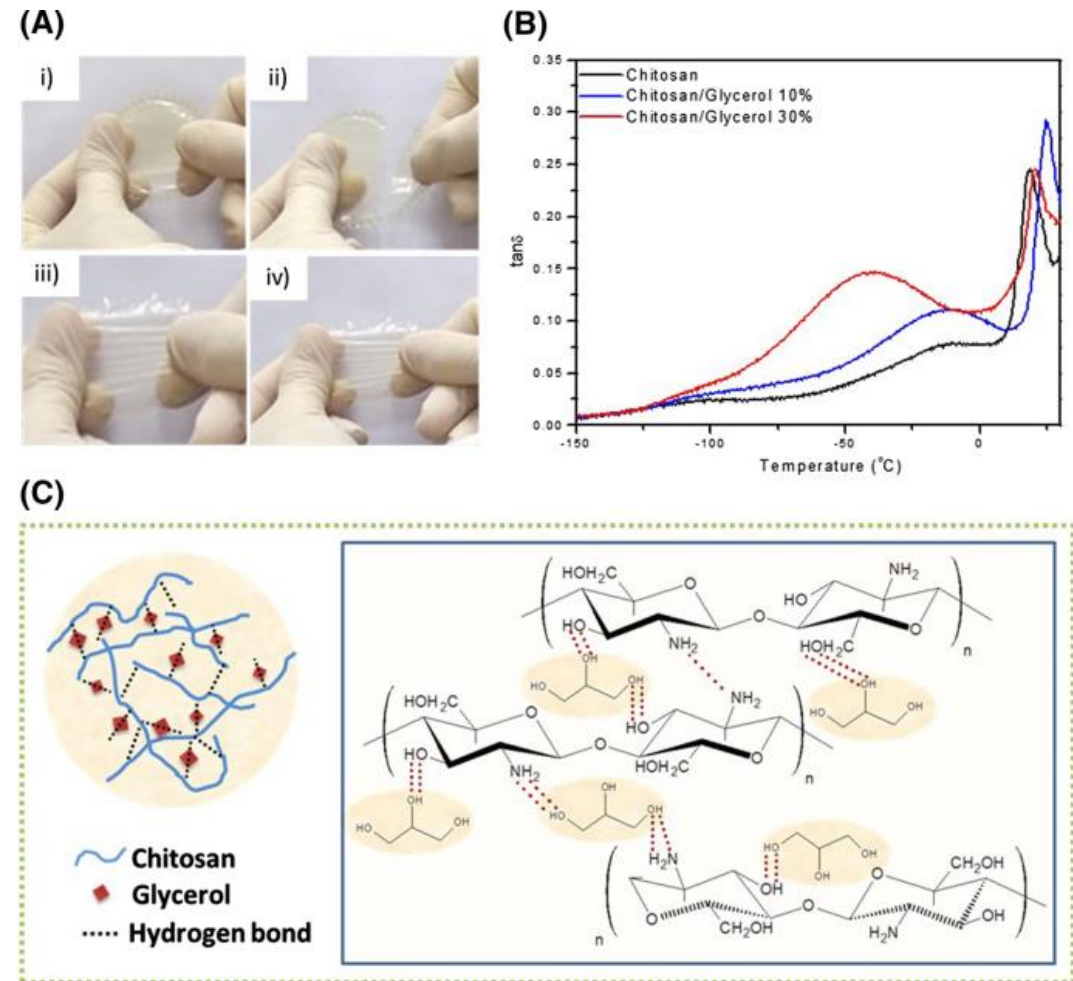 (A)
i)
ii)
iii)
iv)
(B)
0.35
0.30
0.25
0.20
0.15
0.10
0.05
0.00
tanδ
Chitosan
Chitosan/Glycerol 10%
Chitosan/Glycerol 30%
-150
-100
-50
0
Temperature (°C)
(C)
Chitosan
Glycerol
Hydrogen bond
HOH₂C
O
NH₂
HO
O
n
HO
NH₂
O
HOH₂C
OH
HO
OH
OH
HO
OH
HOH₂C
O
HO
NH₂
HO
NH₂
O
HOH₂C
O
n
OH
HO
OH
HO
OH
OH
H₂N
O
CH₂OH
OH
O
HO
OH
OH
O
CH₂OH
H₂N
OH
n